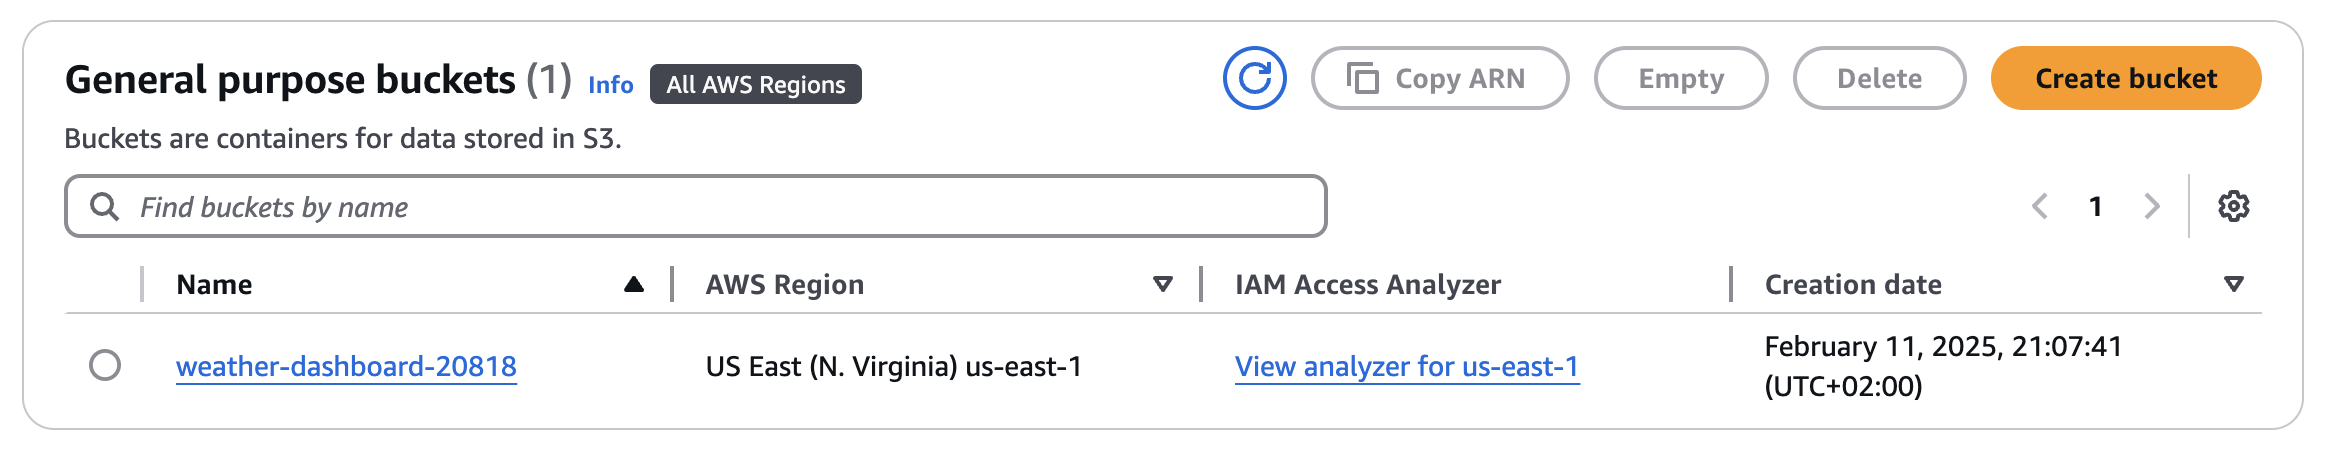 General purpose buckets (1) Info All AWS Regions
Copy ARN Empty Delete Create bucket
Buckets are containers for data stored in S3.
Find buckets by name
1
Name AWS Region IAM Access Analyzer Creation date
weather-dashboard-20818 US East (N. Virginia) us-east-1 View analyzer for us-east-1 February 11, 2025, 21:07:41
(UTC+02:00)